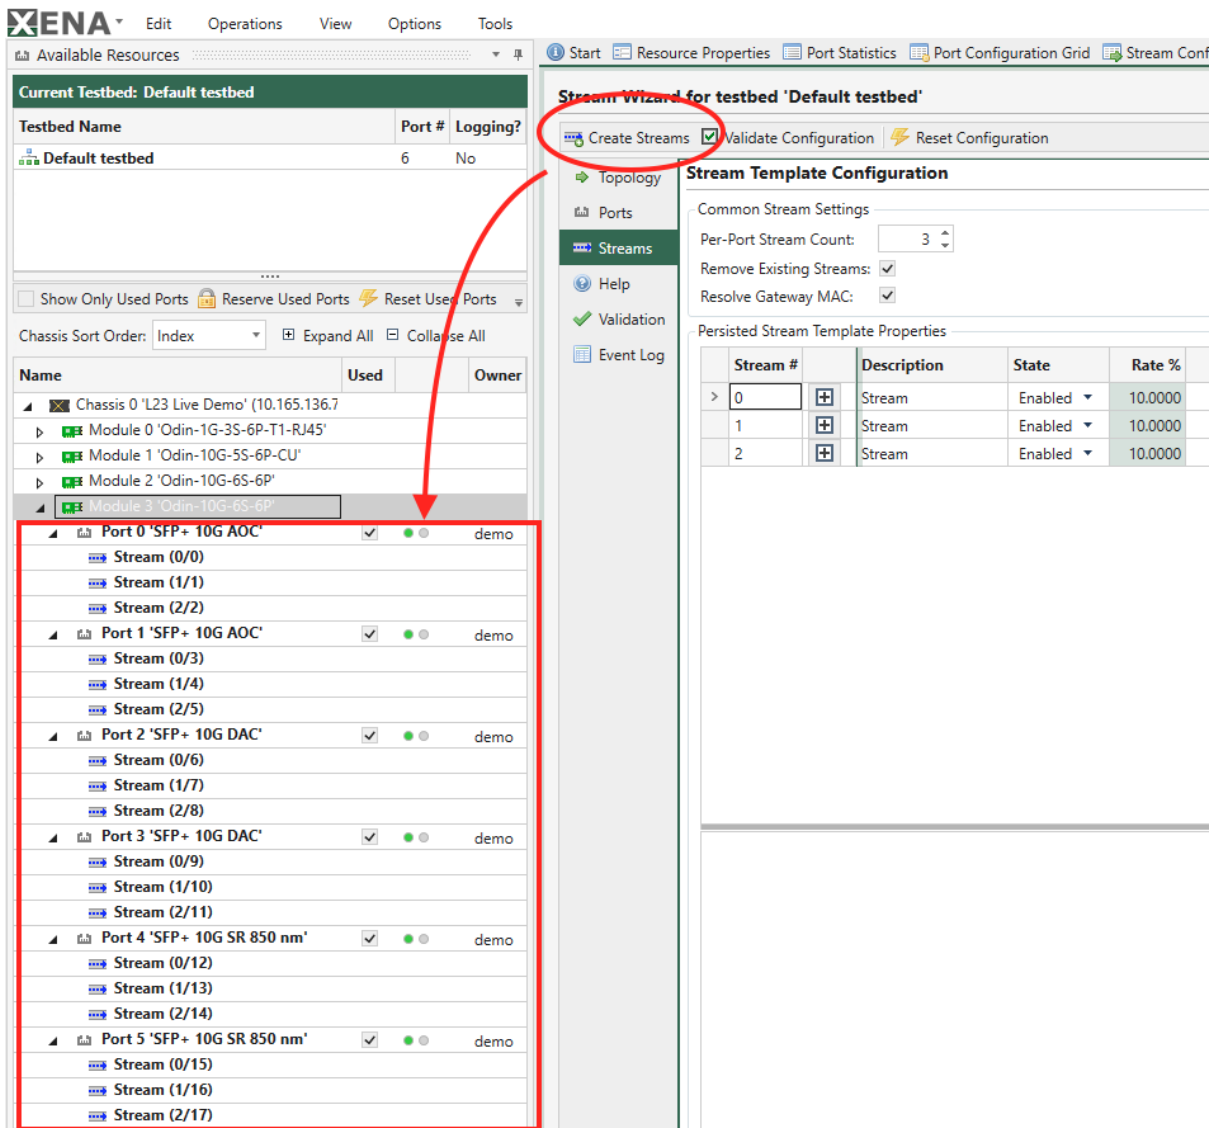 XENA Edit Operations View Options Tools
Available Resources
Current Testbed: Default testbed
Testbed Name Port # Logging?
Default testbed 6 No
Show Only Used Ports Reserve Used Ports Reset Used Ports
Chassis Sort Order: Index Expand All Collapse All
Name Used Owner
Chassis 0 'L23 Live Demo' (10.165.136.7
Module 0 'Odin-1G-3S-6P-T1-RJ45'
Module 1 'Odin-10G-5S-6P-CU'
Module 2 'Odin-10G-6S-6P'
Module 3 'Odin-10G-6S-6P'
Port 0 'SFP+ 10G AOC' demo
Stream (0/0)
Stream (1/1)
Stream (2/2)
Port 1 'SFP+ 10G AOC' demo
Stream (0/3)
Stream (1/4)
Stream (2/5)
Port 2 'SFP+ 10G DAC' demo
Stream (0/6)
Stream (1/7)
Stream (2/8)
Port 3 'SFP+ 10G DAC' demo
Stream (0/9)
Stream (1/10)
Stream (2/11)
Port 4 'SFP+ 10G SR 850 nm' demo
Stream (0/12)
Stream (1/13)
Stream (2/14)
Port 5 'SFP+ 10G SR 850 nm' demo
Stream (0/15)
Stream (1/16)
Stream (2/17)
Start Resource Properties Port Statistics Port Configuration Grid Stream Conf
Stream Wizard for testbed 'Default testbed'
Create Streams Validate Configuration Reset Configuration
Topology
Ports
Streams
Help
Validation
Event Log
Stream Template Configuration
Common Stream Settings
Per-Port Stream Count: 3
Remove Existing Streams:
Resolve Gateway MAC:
Persisted Stream Template Properties
Stream # Description State Rate %
0 Stream Enabled 10.0000
1 Stream Enabled 10.0000
2 Stream Enabled 10.0000